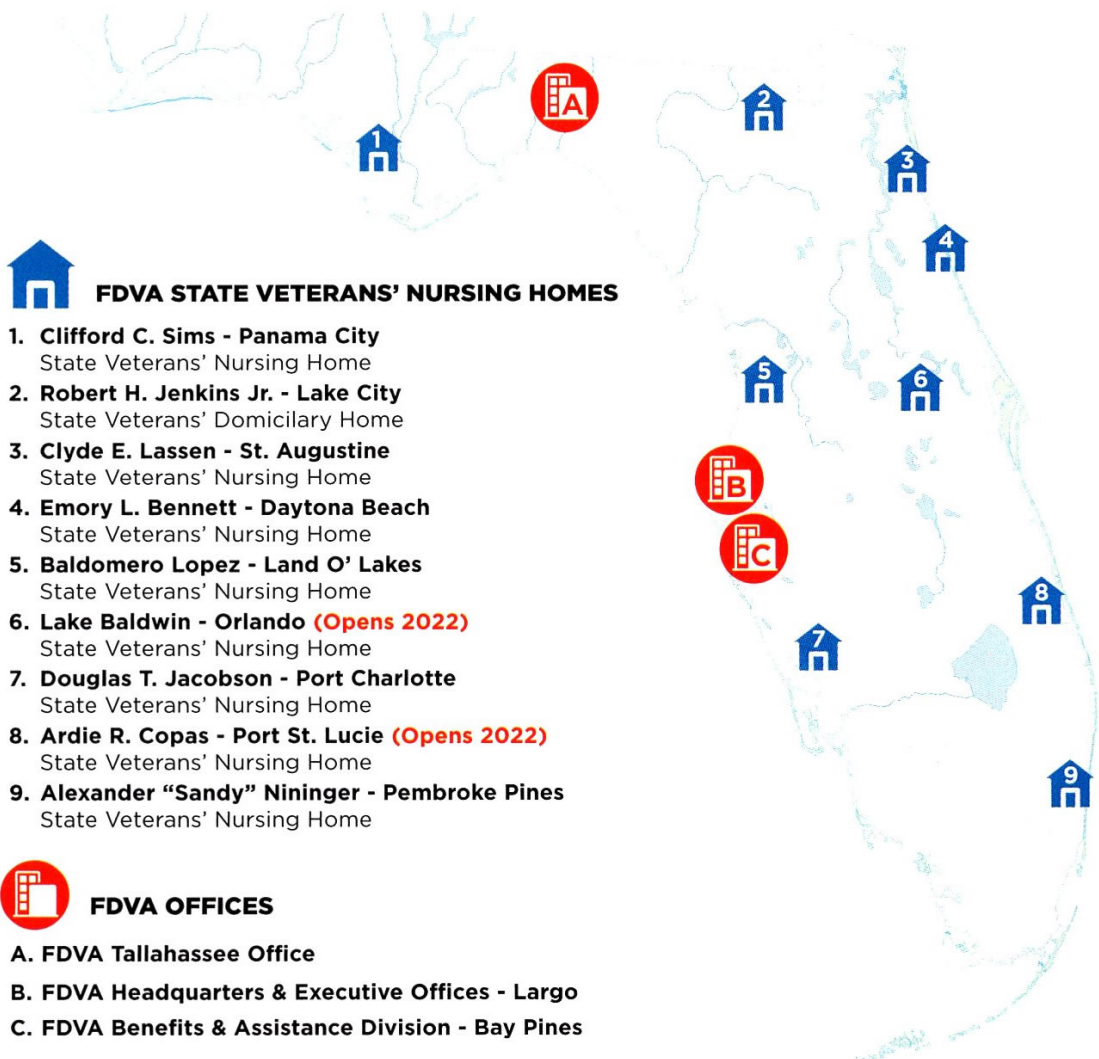 A
2
1
3
4
FDVA STATE VETERANS’ NURSING HOMES
1. Clifford C. Sims - Panama City
State Veterans’ Nursing Home
2. Robert H. Jenkins Jr. - Lake City
State Veterans’ Domicilary Home
3. Clyde E. Lassen - St. Augustine
State Veterans’ Nursing Home
4. Emory L. Bennett - Daytona Beach
State Veterans’ Nursing Home
5. Baldomero Lopez - Land O’ Lakes
State Veterans’ Nursing Home
6. Lake Baldwin - Orlando (Opens 2022)
State Veterans’ Nursing Home
7. Douglas T. Jacobson - Port Charlotte
State Veterans’ Nursing Home
8. Ardie R. Copas - Port St. Lucie (Opens 2022)
State Veterans’ Nursing Home
9. Alexander “Sandy” Nininger - Pembroke Pines
State Veterans’ Nursing Home
5
6
B
C
8
7
9
FDVA OFFICES
A. FDVA Tallahassee Office
B. FDVA Headquarters & Executive Offices - Largo
C. FDVA Benefits & Assistance Division - Bay Pines